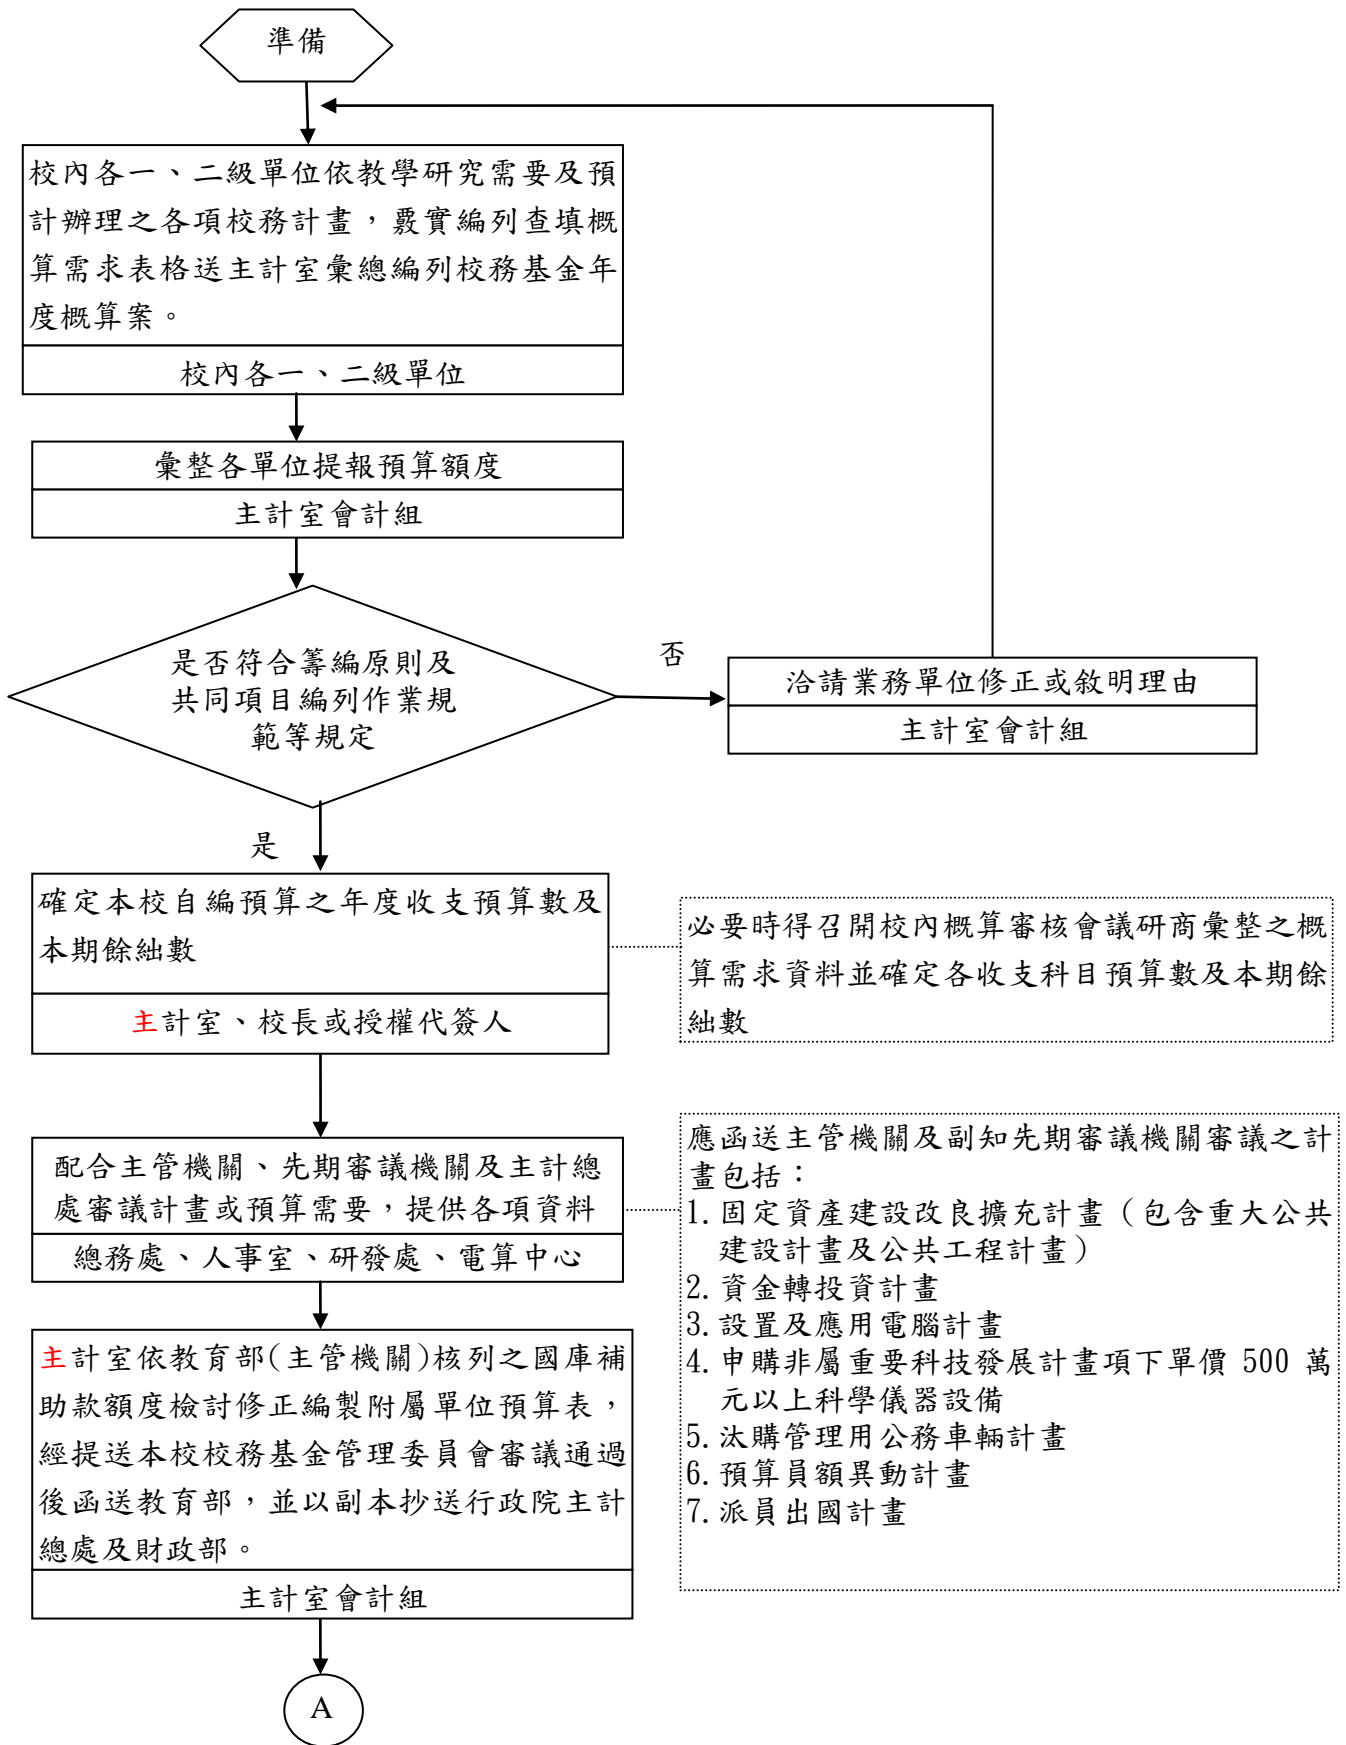 準備
校內各一、二級單位依教學研究需要及預
計辦理之各項校務計畫，覈實編列查填概
算需求表格送主計室彙總編列校務基金年
度概算案。
校內各一、二級單位
彙整各單位提報預算額度
主計室會計組
是否符合籌編原則及
共同項目編列作業規
範等規定
否
洽請業務單位修正或敘明理由
主計室會計組
是
確定本校自編預算之年度收支預算數及
本期餘絀數
主計室、校長或授權代簽人
必要時得召開校內概算審核會議研商彙整之概
算需求資料並確定各收支科目預算數及本期餘
絀數
配合主管機關、先期審議機關及主計總
處審議計畫或預算需要，提供各項資料
總務處、人事室、研發處、電算中心
應函送主管機關及副知先期審議機關審議之計
畫包括：
1.固定資產建設改良擴充計畫（包含重大公共
建設計畫及公共工程計畫）
2.資金轉投資計畫
3.設置及應用電腦計畫
4.申購非屬重要科技發展計畫項下單價 500 萬
元以上科學儀器設備
5.汰購管理用公務車輛計畫
6.預算員額異動計畫
7.派員出國計畫
主計室依教育部(主管機關)核列之國庫補
助款額度檢討修正編製附屬單位預算表，
經提送本校校務基金管理委員會審議通過
後函送教育部，並以副本抄送行政院主計
總處及財政部。
主計室會計組
A